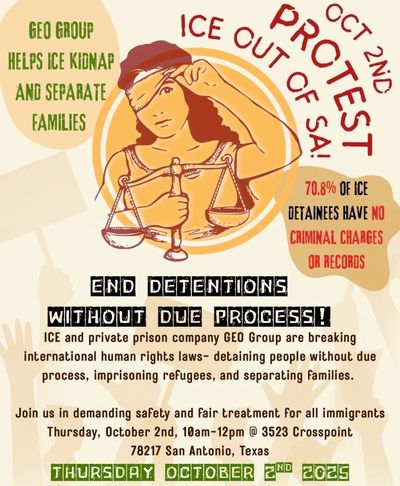 GEO GROUP
HELPS ICE KIDNAP
AND SEPARATE
FAMILIES
OCT 2ND
PROTEST
ICE OUT OF SA!
70.8% OF ICE
DETAINEES HAVE NO
CRIMINAL CHARGES
OR RECORDS
END DETENTIONS
WITHOUT DUE PROCESS!
ICE and private prison company GEO Group are breaking
international human rights laws- detaining people without due
process, imprisoning refugees, and separating families.
Join us in demanding safety and fair treatment for all immigrants
Thursday, October 2nd, 10am-12pm @ 3523 Crosspoint
78217 San Antonio, Texas
THURSDAY OCTOBER 2ND 2025